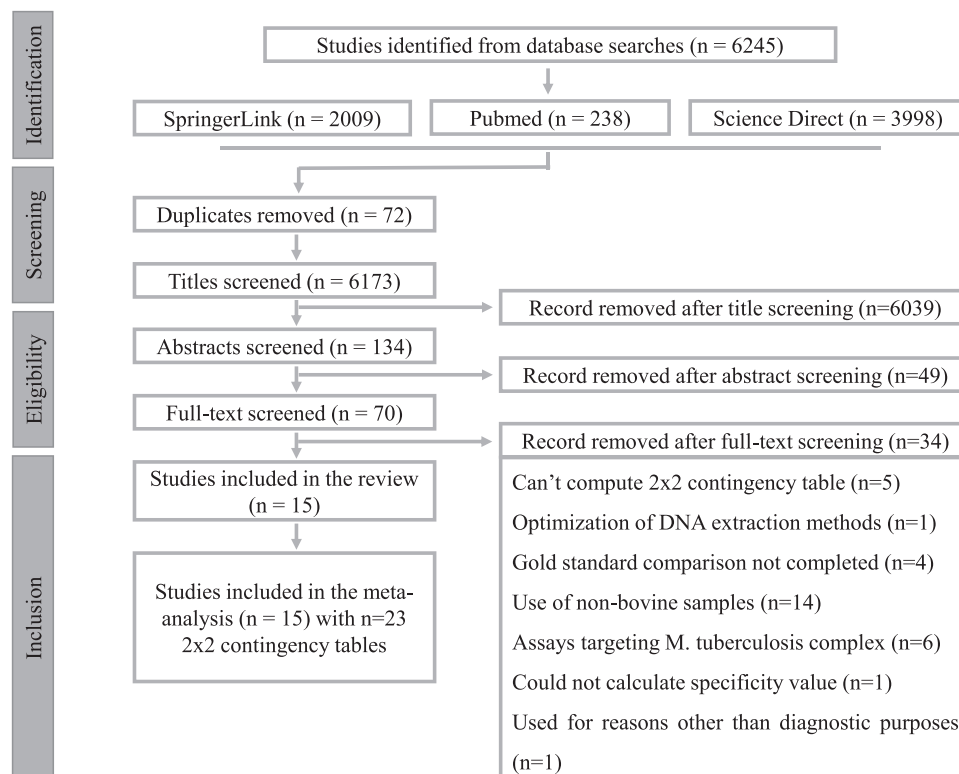 Identification
Studies identified from database searches (n = 6245)
SpringerLink (n = 2009)
Pubmed (n = 238)
Science Direct (n = 3998)
Screening
Duplicates removed (n = 72)
Titles screened (n = 6173)
Record removed after title screening (n=6039)
Eligibility
Abstracts screened (n = 134)
Record removed after abstract screening (n=49)
Full-text screened (n = 70)
Record removed after full-text screening (n=34)
Inclusion
Studies included in the review
(n = 15)
Studies included in the meta-
analysis (n = 15) with n=23
2x2 contingency tables
Can't compute 2x2 contingency table (n=5)
Optimization of DNA extraction methods (n=1)
Gold standard comparison not completed (n=4)
Use of non-bovine samples (n=14)
Assays targeting M. tuberculosis complex (n=6)
Could not calculate specificity value (n=1)
Used for reasons other than diagnostic purposes
(n=1)